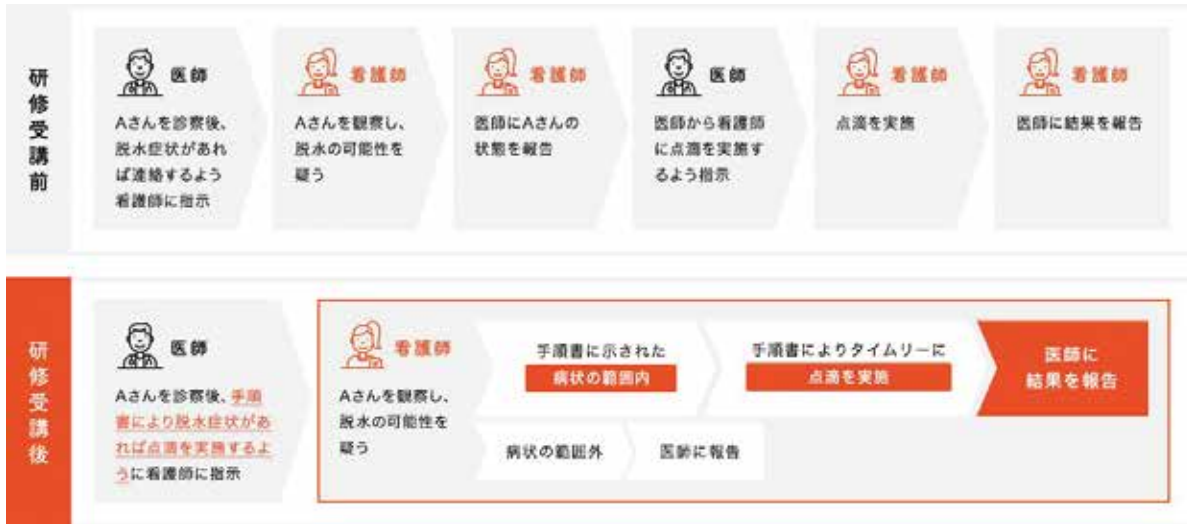 研修受講前
医師
Aさんを診察後、
脱水症状があれ
ば連絡するよう
看護師に指示
看護師
Aさんを観察し、
脱水の可能性を
疑う
看護師
医師にAさんの
状態を報告
医師
医師から看護師
に点滴を実施す
るよう指示
看護師
点滴を実施
看護師
医師に結果を報告
研修受講後
医師
Aさんを診察後、手順
書により脱水症状があ
れば点滴を実施するよ
うに看護師に指示
看護師
Aさんを観察し、
脱水の可能性を
疑う
手順書に示された
病状の範囲内
手順書によりタイムリーに
点滴を実施
医師に
結果を報告
病状の範囲外
医師に報告